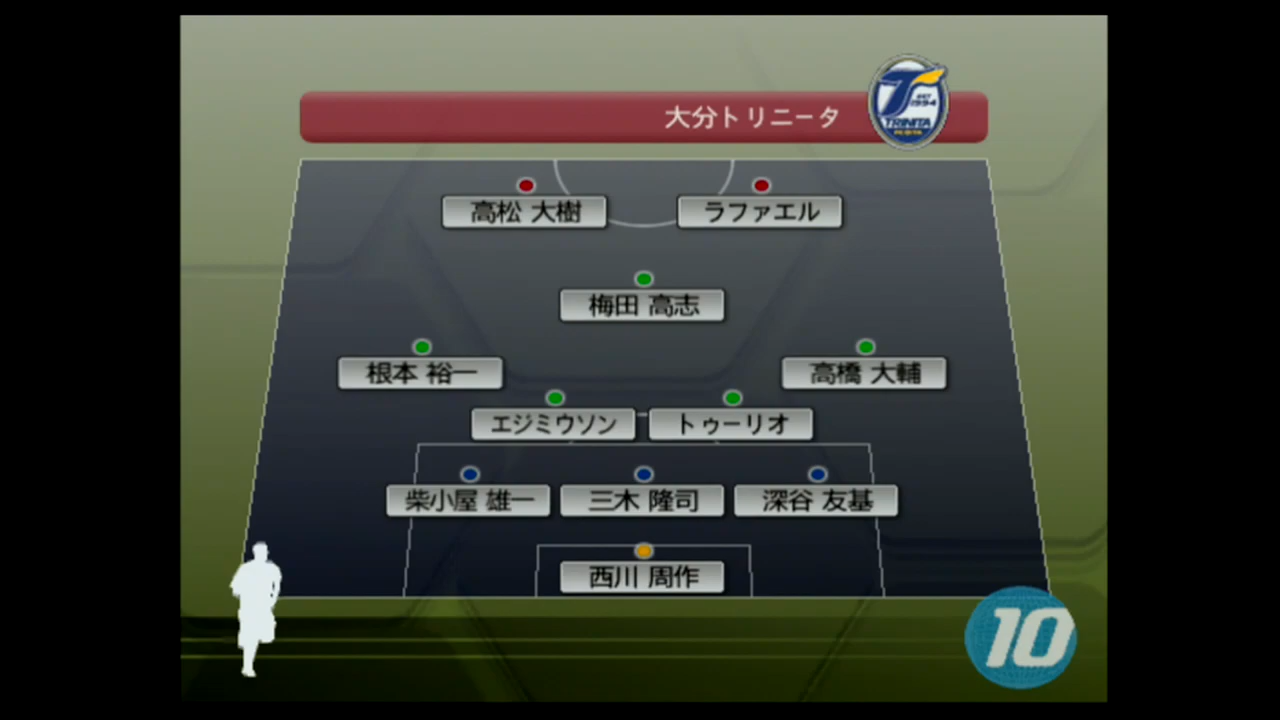 大分トリニータ
EST
1994
TRINITA
高松 大樹
ラファエル
梅田 高志
根本 裕一
高橋 大輔
エジミウソン
トゥーリオ
柴小屋 雄一
三木 隆司
深谷 友基
西川 周作
10